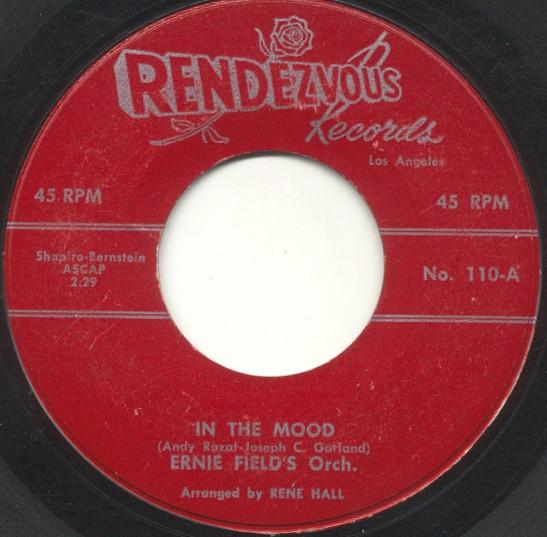 RENDEZVOUS
Records
Los Angeles
45 RPM
45 RPM
Shapiro-Bernstein
ASCAP
2:29
No. 110-A
IN THE MOOD
(Andy Razaf-Joseph C. Garland)
ERNIE FIELD'S Orch.
Arranged by RENE HALL